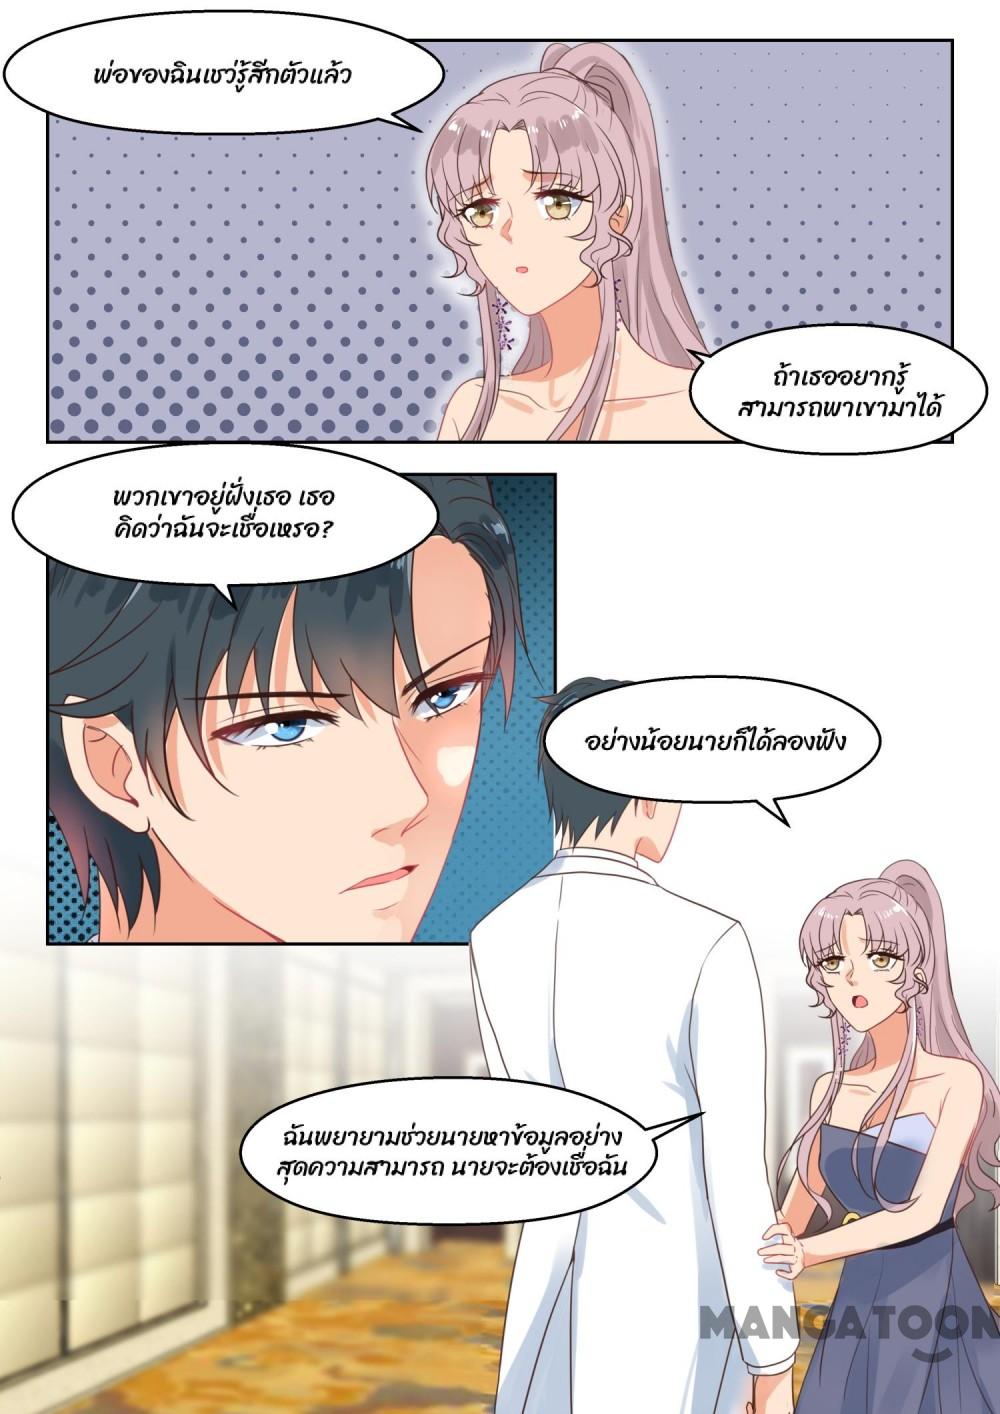 พ่อของฉินเชว่รู้สึกตัวแล้ว
ถ้าเธออยากรู้
สามารถพาเขามาได้
พวกเขาอยู่ฝั่งเธอ เธอ
คิดว่าฉันจะเชื่อเหรอ?
อย่างน้อยนายก็ได้ลองฟัง
ฉันพยายามช่วยนายหาข้อมูลอย่าง
สุดความสามารถ นายจะต้องเชื่อฉัน
MANGATOON